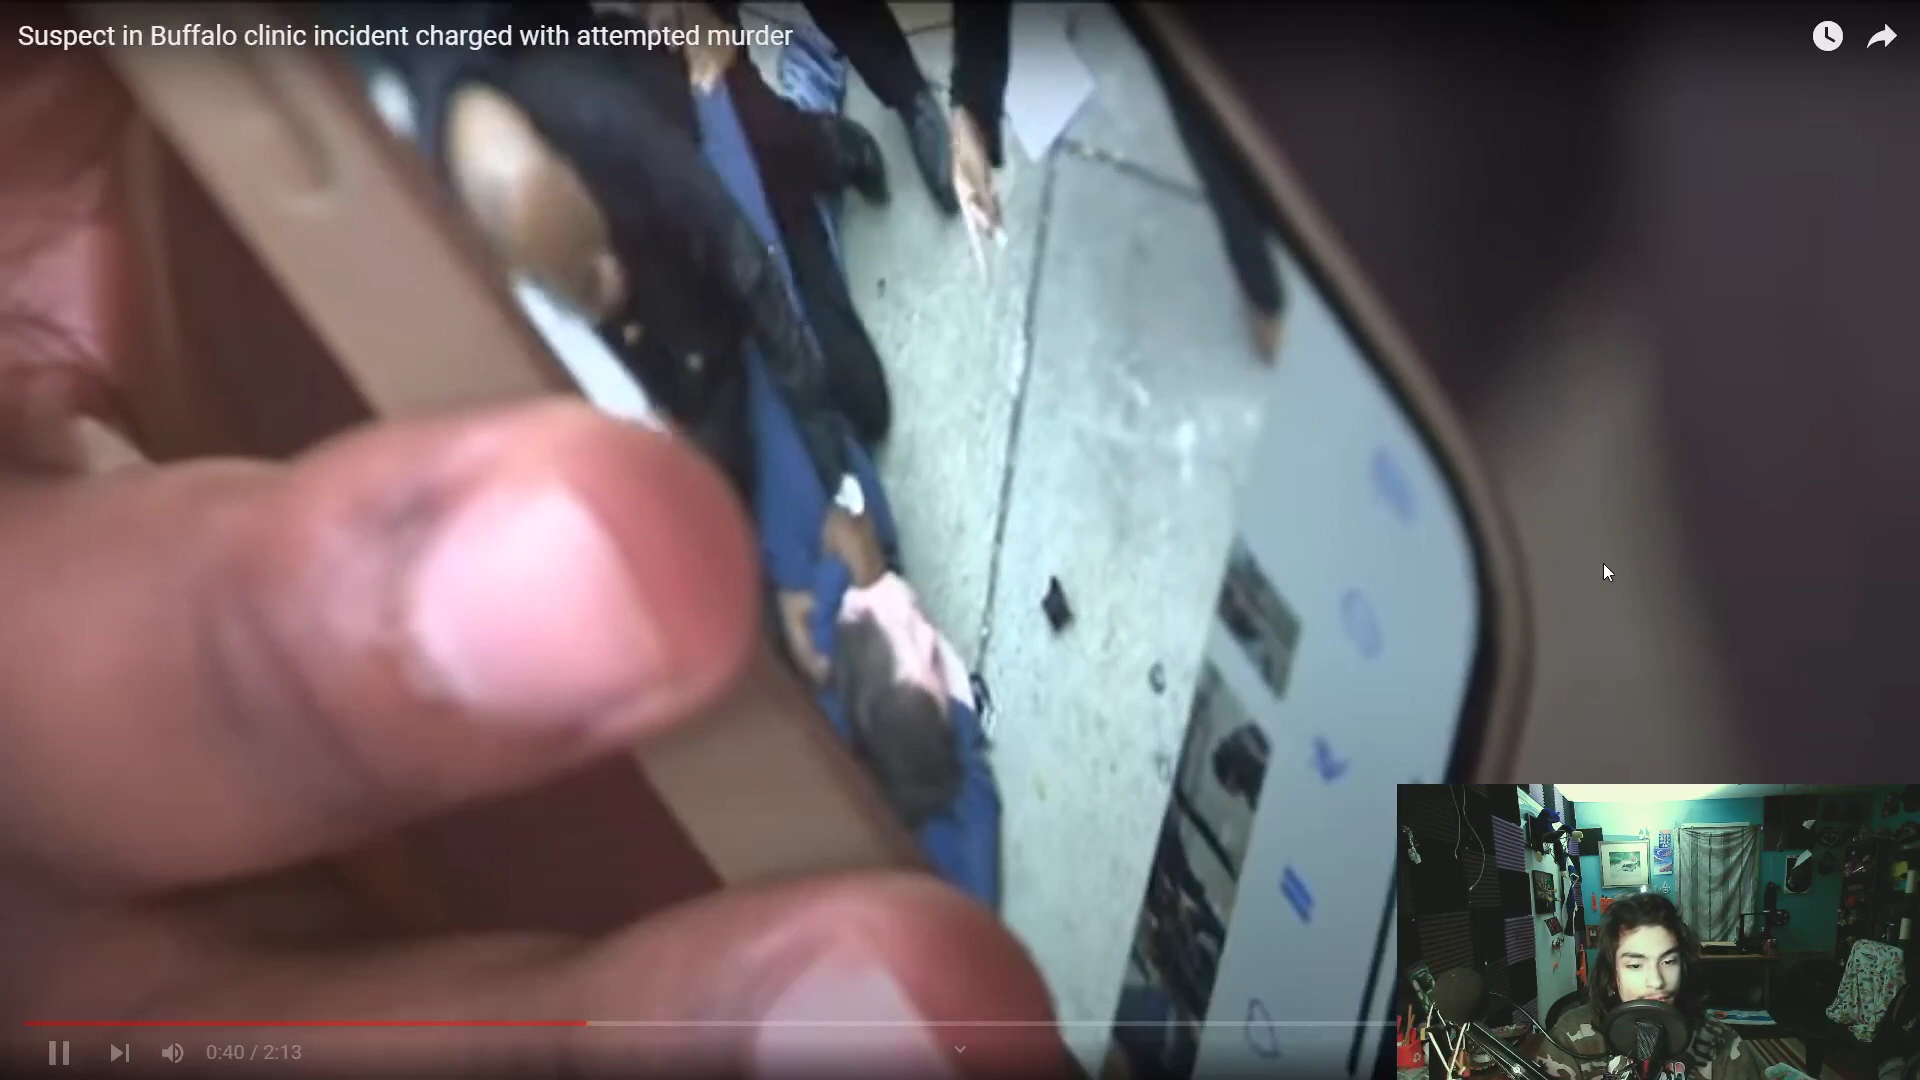 Suspect in Buffalo clinic incident charged with attempted murder
0:40 / 2:13